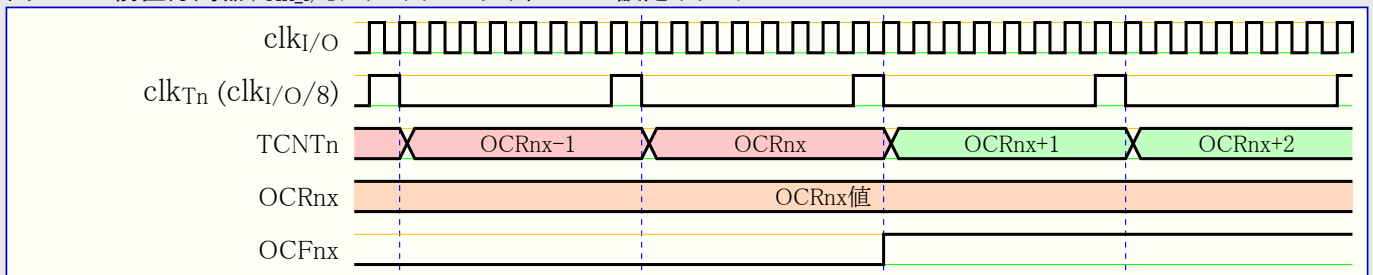 clkI/O
clkTn (clkI/O/8)
TCNTn OCRnx-1 OCRnx OCRnx+1 OCRnx+2
OCRnx OCRnx値
OCFnx